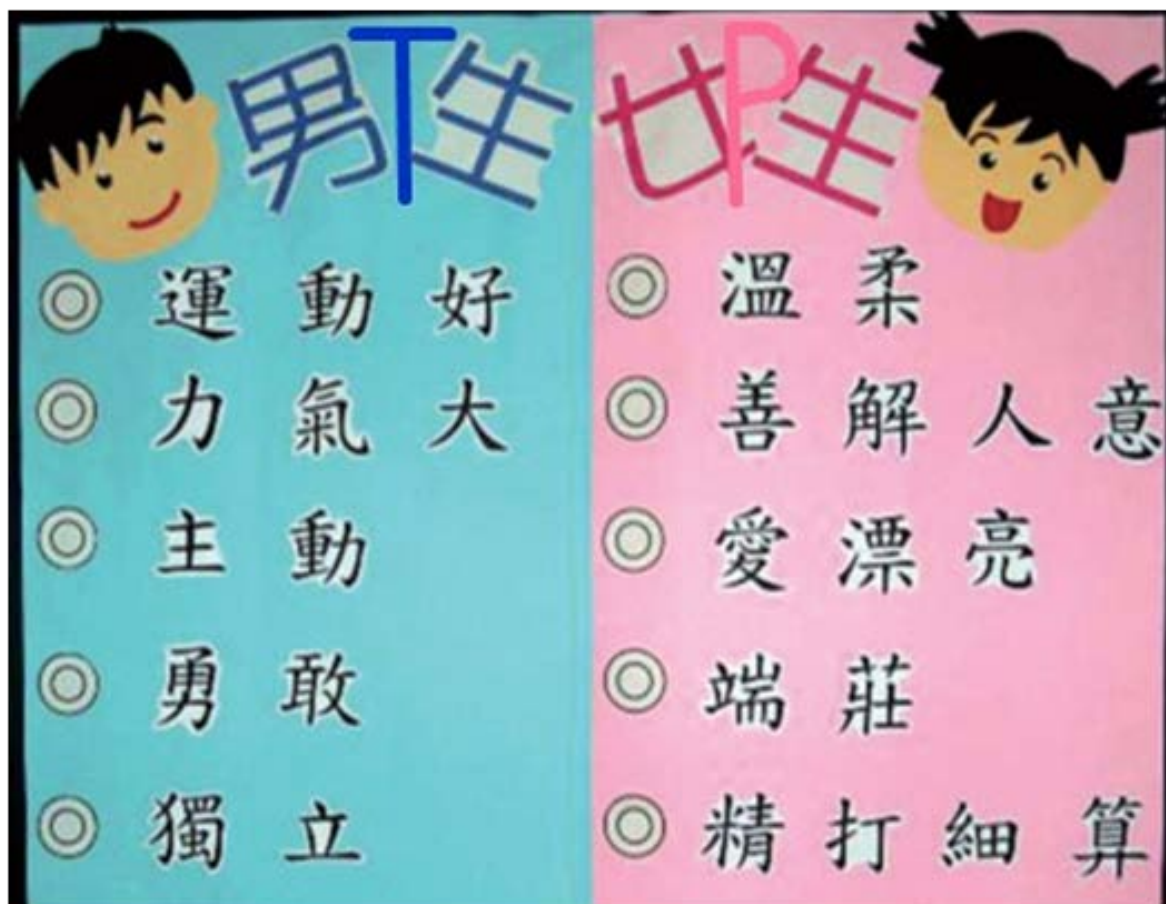 男T生
運動好
力氣大
主動
勇敢
獨立
女P生
溫柔
善解人意
愛漂亮
端莊
精打細算